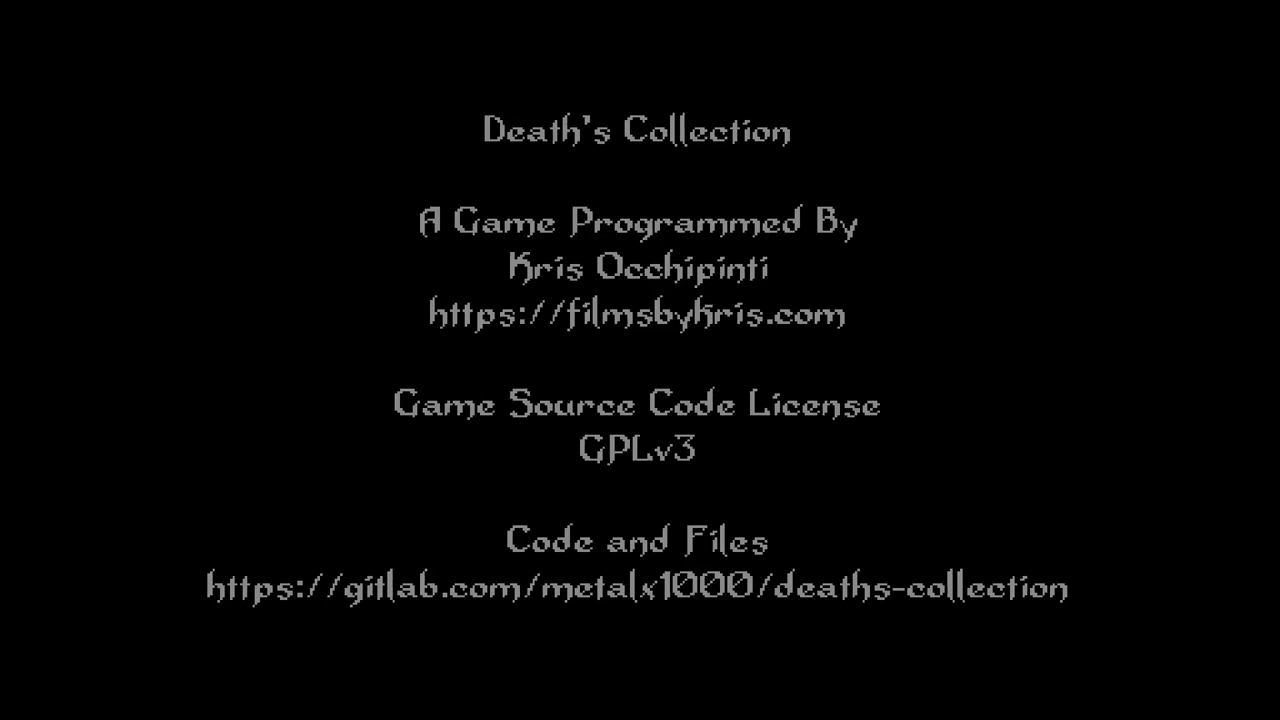 Death's Collection
A Game Programmed By
Kris Occhipinti
https://filmsbykris.com
Game Source Code License
GPLv3
Code and Files
https://gitlab.com/metalx1000/deaths-collection